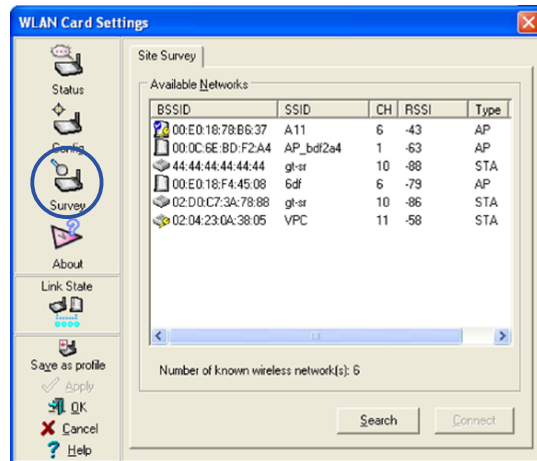 WLAN Card Settings
Status
Config
Survey
About
Link State
Save as profile
Apply
OK
Cancel
Help
Site Survey
Available Networks
BSSID SSID CH RSSI Type
00:E0:18:78:B6:37 A11 6 -43 AP
00:0C:6E:BD:F2:A4 AP_bdf2a4 1 -63 AP
44:44:44:44:44:44 gt-sr 10 -88 STA
00:E0:18:F4:45:08 6df 6 -79 AP
02:D0:C7:3A:78:88 gt-sr 10 -86 STA
02:04:23:0A:38:05 VPC 11 -58 STA
Number of known wireless network(s): 6
Search Connect